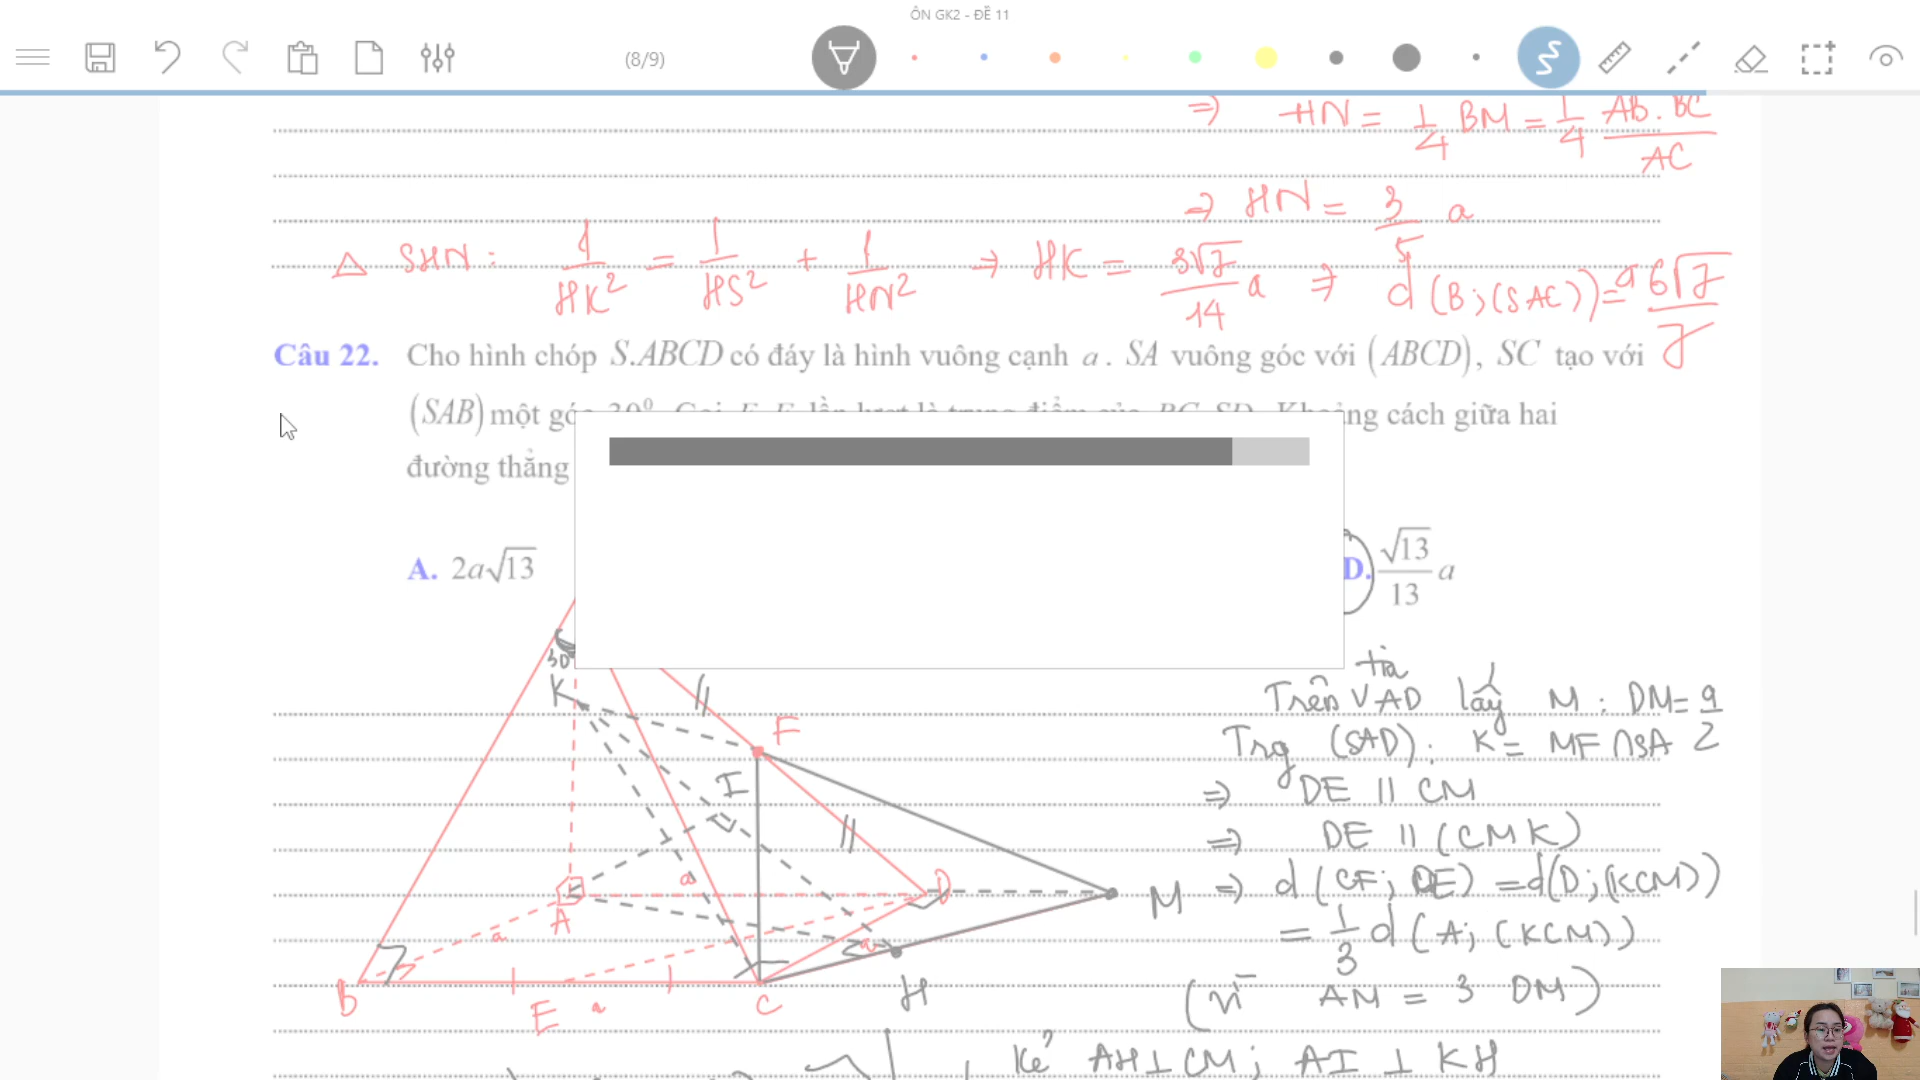 ÔN GK2 - ĐỀ 11
(8/9)
⇒ HN = 1/4 BM = 1/4 AB.BC/AC
⇒ HN = 3/5 a
△ SHN : 1/HK² = 1/HS² + 1/HN² → HK = 3√7/14 a ⇒ d(B;(SAC)) = a 6√7/7
Câu 22. Cho hình chóp S.ABCD có đáy là hình vuông cạnh a. SA vuông góc với (ABCD), SC tạo với
(SAB) một góc 30⁰ Khoảng cách giữa hai
đường thẳng
A. 2a√13
D. √13/13 a
30°
K
F
I
A
a
D
M
a
a
B
E
a
C
H
tia
Trên AD lấy M : DM = a/2
Trg (SAD): K = MF ∩ SA
⇒ DE // CM
⇒ DE // (CMK)
⇒ d(CF; DE) = d(D;(KCM))
= 1/3 d(A; (KCM))
(vì AM = 3 DM)
Kẻ AH ⊥ CM; AI ⊥ KH